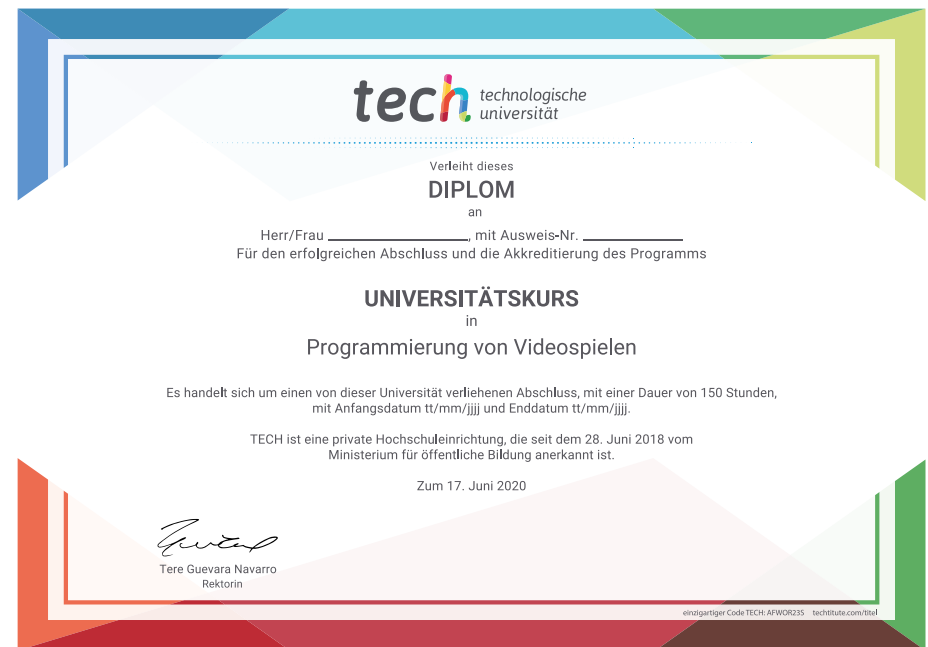 tech technologische
universität
Verleiht dieses
DIPLOM
an
Herr/Frau ____________________, mit Ausweis-Nr. ______________
Für den erfolgreichen Abschluss und die Akkreditierung des Programms
UNIVERSITÄTSKURS
in
Programmierung von Videospielen
Es handelt sich um einen von dieser Universität verliehenen Abschluss, mit einer Dauer von 150 Stunden,
mit Anfangsdatum tt/mm/jjjj und Enddatum tt/mm/jjjj.
TECH ist eine private Hochschuleinrichtung, die seit dem 28. Juni 2018 vom
Ministerium für öffentliche Bildung anerkannt ist.
Zum 17. Juni 2020
Tere Guevara Navarro
Rektorin
einzigartiger Code TECH: AFWOR23S techtitute.com/titel